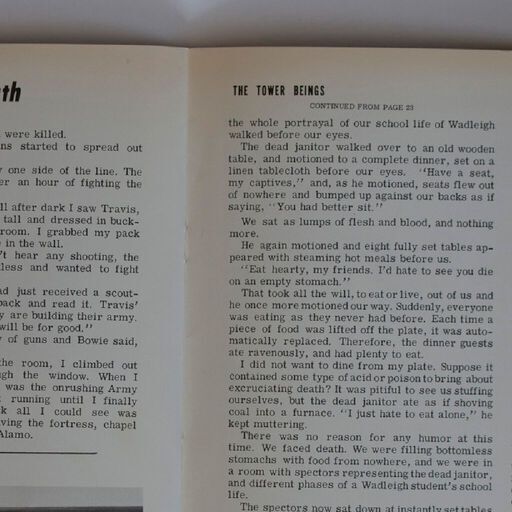 th
were killed.
ns started to spread out
one side of the line. The
er an hour of fighting the
ll after dark I saw Travis,
tall and dressed in buck-
room. I grabbed my pack
e in the wall.
't hear any shooting, the
less and wanted to fight
ad just received a scout-
back and read it. Travis'
y are building their army.
will be for good."
y of guns and Bowie said,
the room, I climbed out
ugh the window. When I
was the onrushing Army
running until I finally
k all I could see was
ving the fortress, chapel
Alamo.
THE TOWER BEINGS
CONTINUED FROM PAGE 23
the whole portrayal of our school life of Wadleigh
walked before our eyes.
The dead janitor walked over to an old wooden
table, and motioned to a complete dinner, set on a
linen tablecloth before our eyes. "Have a seat,
my captives," and, as he motioned, seats flew out
of nowhere and bumped up against our backs as if
saying, "You had better sit."
We sat as lumps of flesh and blood, and nothing
more.
He again motioned and eight fully set tables ap-
peared with steaming hot meals before us.
"Eat hearty, my friends. I'd hate to see you die
on an empty stomach."
That took all the will, to eat or live, out of us and
he once more motioned our way. Suddenly, everyone
was eating as they never had before. Each time a
piece of food was lifted off the plate, it was auto-
matically replaced. Therefore, the dinner guests
ate ravenously, and had plenty to eat.
I did not want to dine from my plate. Suppose it
contained some type of acid or poison to bring about
excruciating death? It was pitiful to see us stuffing
ourselves, but the dead janitor ate as if shoving
coal into a furnace. "I just hate to eat alone," he
kept muttering.
There was no reason for any humor at this
time. We faced death. We were filling bottomless
stomachs with food from nowhere, and we were in
a room with spectors representing the dead janitor,
and different phases of a Wadleigh student's school
life.
The spectors now sat down at instantly set tables